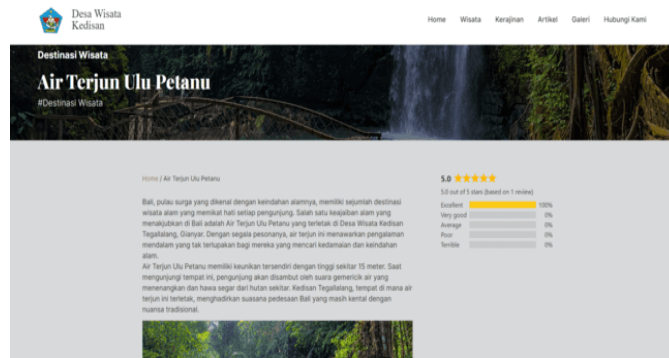 Desa Wisata
Kedisan
Home Wisata Kerajinan Artikel Galeri Hubungi Kami
Destinasi Wisata
Air Terjun Ulu Petanu
#Destinasi Wisata
Home / Air Terjun Ulu Petanu
Bali, pulau surga yang dikenal dengan keindahan alamnya, memiliki sejumlah destinasi
wisata alam yang memikat hati setiap pengunjung. Salah satu keajaiban alam yang
menakjubkan di Bali adalah Air Terjun Ulu Petanu yang terletak di Desa Wisata Kedisan
Tegallalang, Gianyar. Dengan segala pesonanya, air terjun ini menawarkan pengalaman
mendalam yang tak terlupakan bagi mereka yang mencari kedamaian dan keindahan
alam.
Air Terjun Ulu Petanu memiliki keunikan tersendiri dengan tinggi sekitar 15 meter. Saat
mengunjungi tempat ini, pengunjung akan disambut oleh suara gemericik air yang
menenangkan dan hawa segar dari hutan sekitar. Kedisan Tegallalang, tempat di mana air
terjun ini terletak, menghadirkan suasana pedesaan Bali yang masih kental dengan
nuansa tradisional.
5.0
5.0 out of 5 stars (based on 1 review)
Excellent 100%
Very good 0%
Average 0%
Poor 0%
Terrible 0%